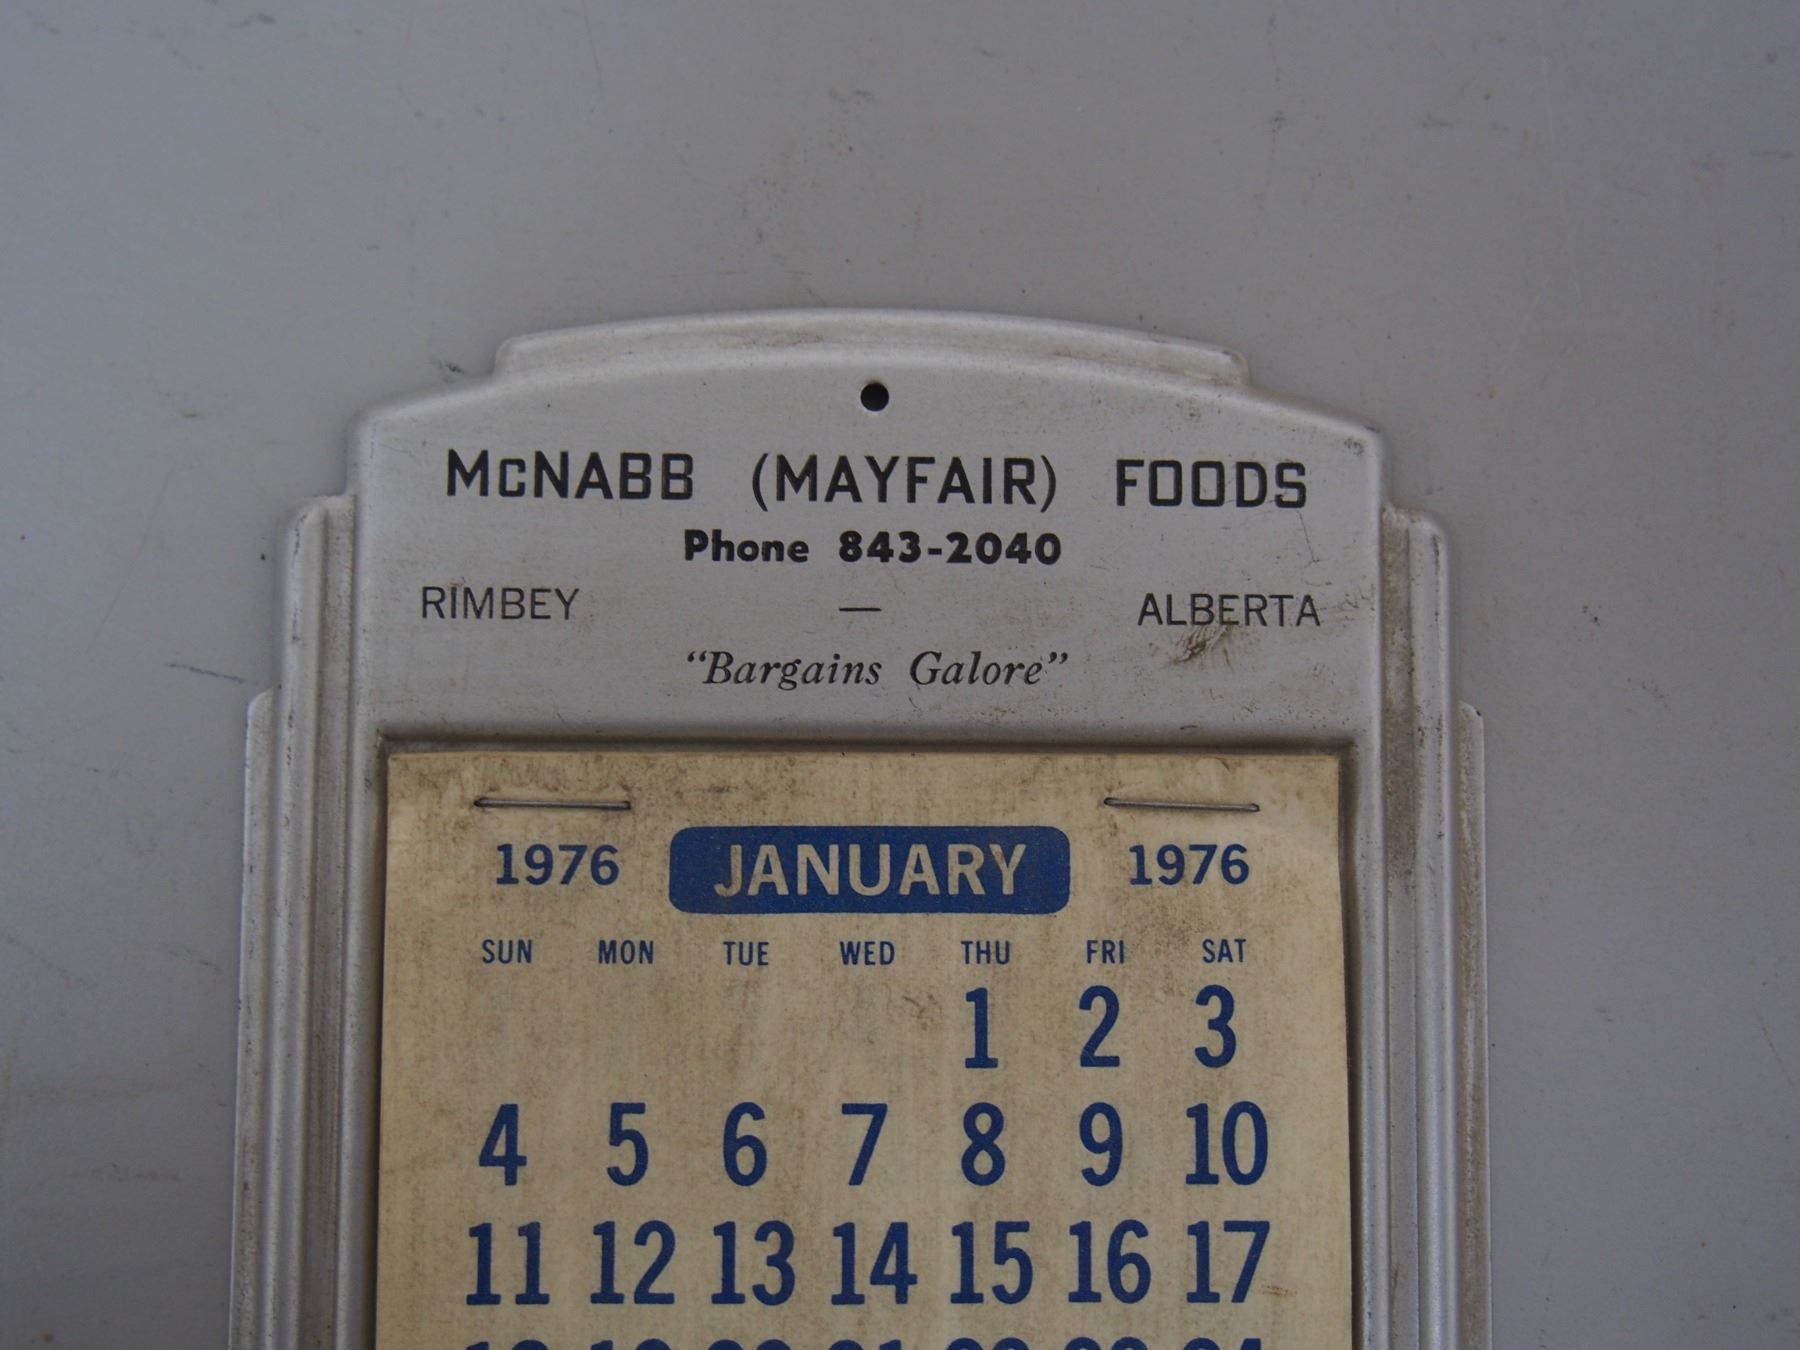 McNABB (MAYFAIR) FOODS
Phone 843-2040
RIMBEY — ALBERTA
“Bargains Galore”
1976 JANUARY 1976
SUN MON TUE WED THU FRI SAT
1 2 3
4 5 6 7 8 9 10
11 12 13 14 15 16 17